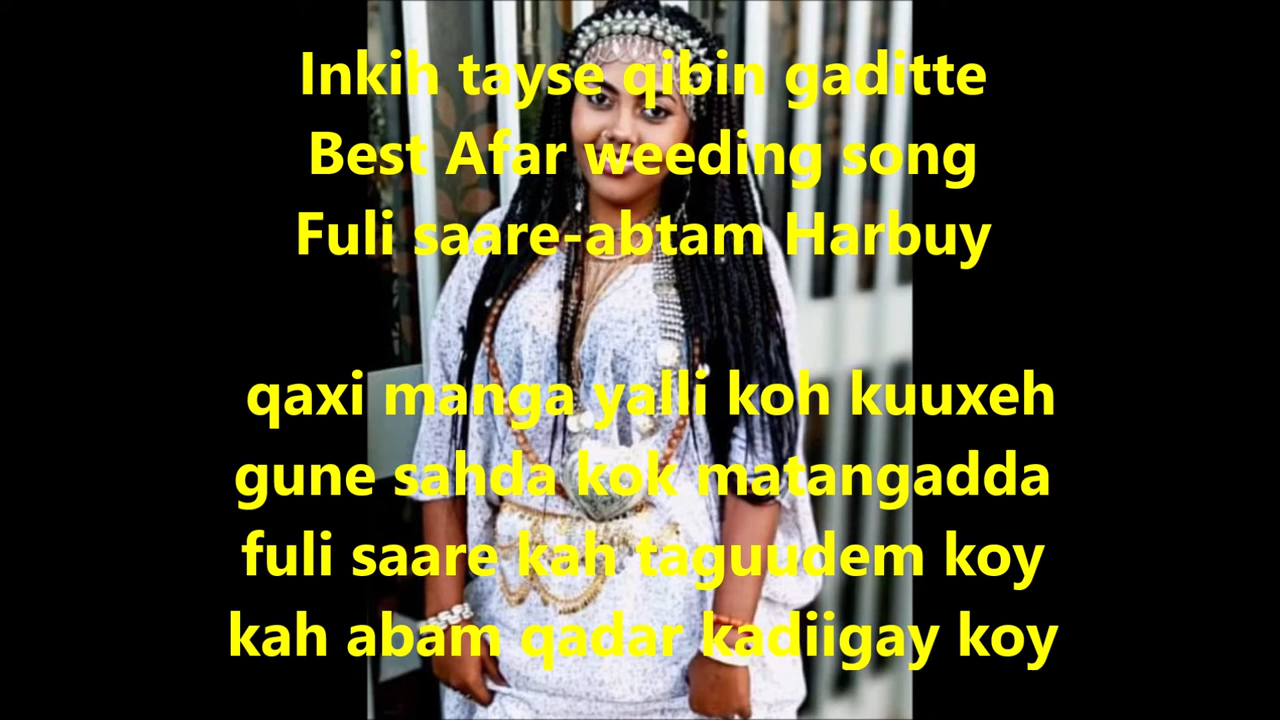 Inkih tayse qibin gaditte
Best Afar weeding song
Fuli saare-abtam Harbuy
qaxi manga yalli koh kuuxeh
gune sahda kok matangadda
fuli saare kah taguudem koy
kah abam qadar kadiigay koy